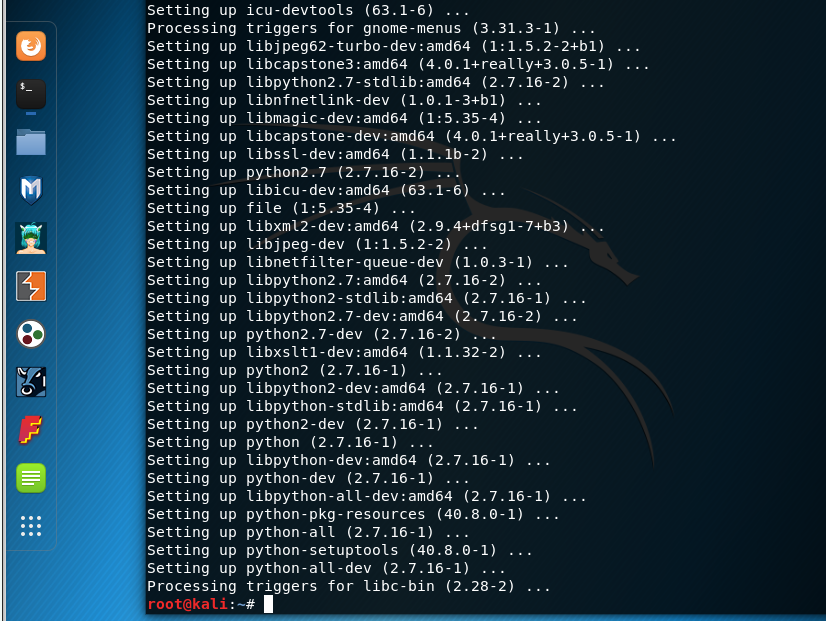 Setting up icu-devtools (63.1-6) ...
Processing triggers for gnome-menus (3.31.3-1) ...
Setting up libjpeg62-turbo-dev:amd64 (1:1.5.2-2+b1) ...
Setting up libcapstone3:amd64 (4.0.1+really+3.0.5-1) ...
Setting up libpython2.7-stdlib:amd64 (2.7.16-2) ...
Setting up libnfnetlink-dev (1.0.1-3+b1) ...
Setting up libmagic-dev:amd64 (1:5.35-4) ...
Setting up libcapstone-dev:amd64 (4.0.1+really+3.0.5-1) ...
Setting up libssl-dev:amd64 (1.1.1b-2) ...
Setting up python2.7 (2.7.16-2) ...
Setting up libicu-dev:amd64 (63.1-6) ...
Setting up file (1:5.35-4) ...
Setting up libxml2-dev:amd64 (2.9.4+dfsg1-7+b3) ...
Setting up libjpeg-dev (1:1.5.2-2) ...
Setting up libnetfilter-queue-dev (1.0.3-1) ...
Setting up libpython2.7:amd64 (2.7.16-2) ...
Setting up libpython2-stdlib:amd64 (2.7.16-1) ...
Setting up libpython2.7-dev:amd64 (2.7.16-2) ...
Setting up python2.7-dev (2.7.16-2) ...
Setting up libxslt1-dev:amd64 (1.1.32-2) ...
Setting up python2 (2.7.16-1) ...
Setting up libpython2-dev:amd64 (2.7.16-1) ...
Setting up libpython-stdlib:amd64 (2.7.16-1) ...
Setting up python2-dev (2.7.16-1) ...
Setting up python (2.7.16-1) ...
Setting up libpython-dev:amd64 (2.7.16-1) ...
Setting up python-dev (2.7.16-1) ...
Setting up libpython-all-dev:amd64 (2.7.16-1) ...
Setting up python-pkg-resources (40.8.0-1) ...
Setting up python-all (2.7.16-1) ...
Setting up python-setuptools (40.8.0-1) ...
Setting up python-all-dev (2.7.16-1) ...
Processing triggers for libc-bin (2.28-2) ...
root@kali:~#